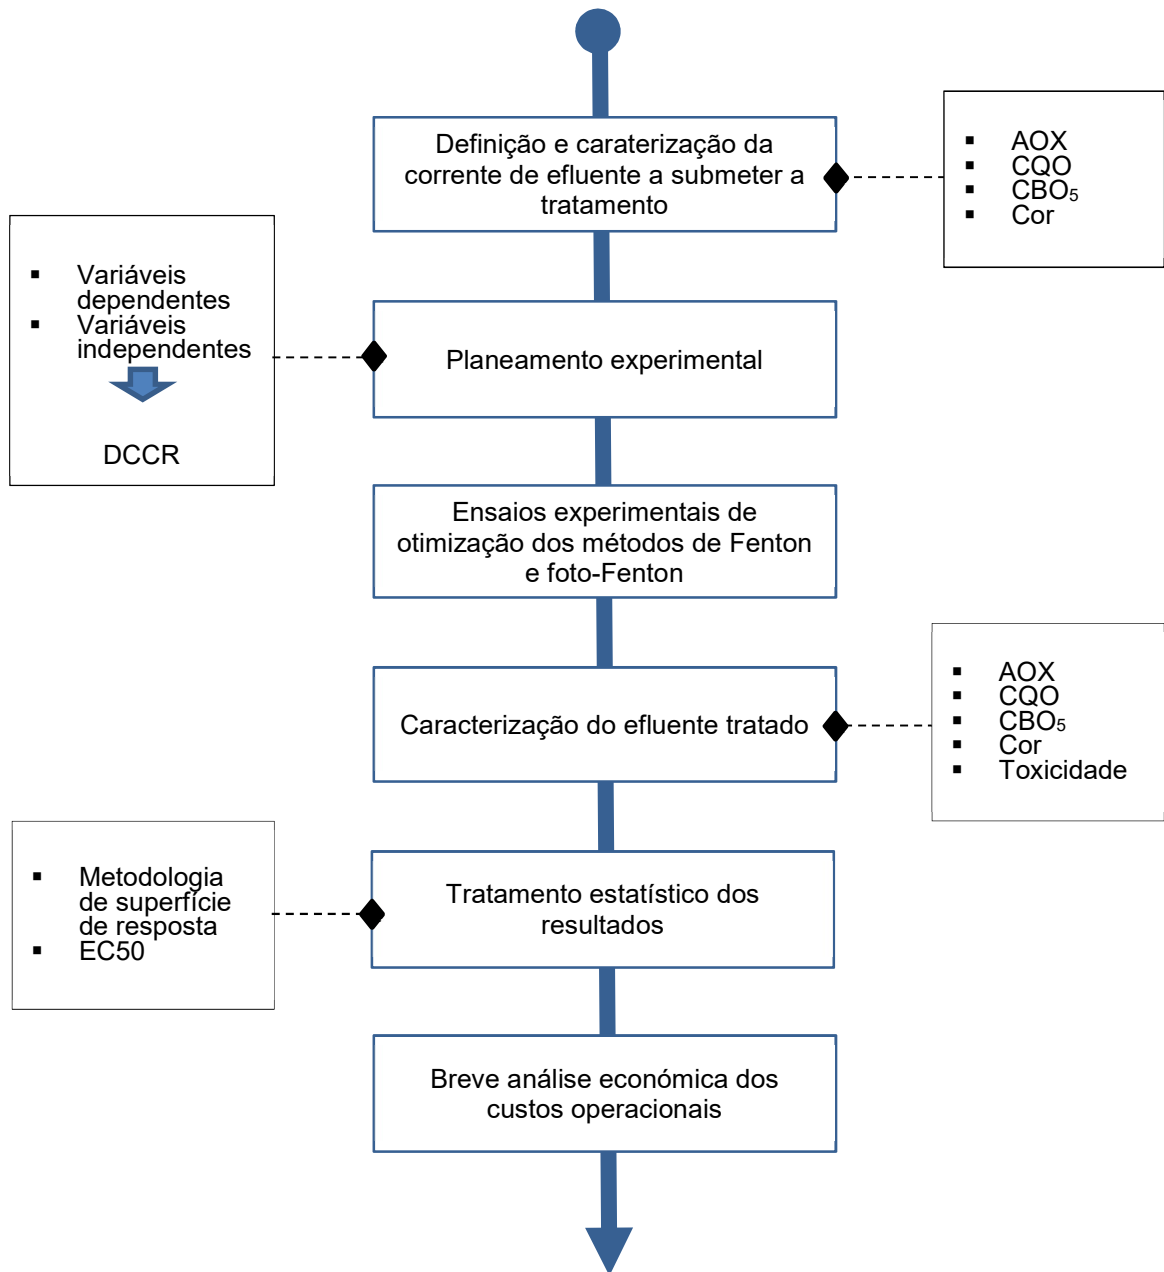 Definição e caraterização da
corrente de efluente a submeter a
tratamento
▪ AOX
▪ CQO
▪ CBO₅
▪ Cor
▪ Variáveis
dependentes
▪ Variáveis
independentes
DCCR
Planeamento experimental
Ensaios experimentais de
otimização dos métodos de Fenton
e foto-Fenton
Caracterização do efluente tratado
▪ AOX
▪ CQO
▪ CBO₅
▪ Cor
▪ Toxicidade
▪ Metodologia
de superfície
de resposta
▪ EC50
Tratamento estatístico dos
resultados
Breve análise económica dos
custos operacionais